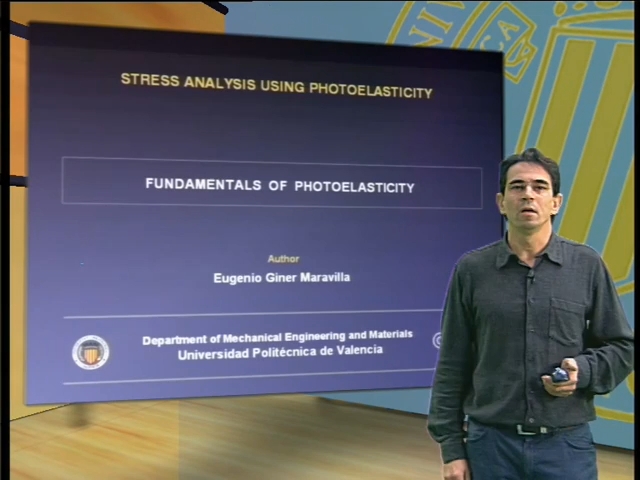 STRESS ANALYSIS USING PHOTOELASTICITY
FUNDAMENTALS OF PHOTOELASTICITY
Author
Eugenio Giner Maravilla
Department of Mechanical Engineering and Materials
Universidad Politécnica de Valencia